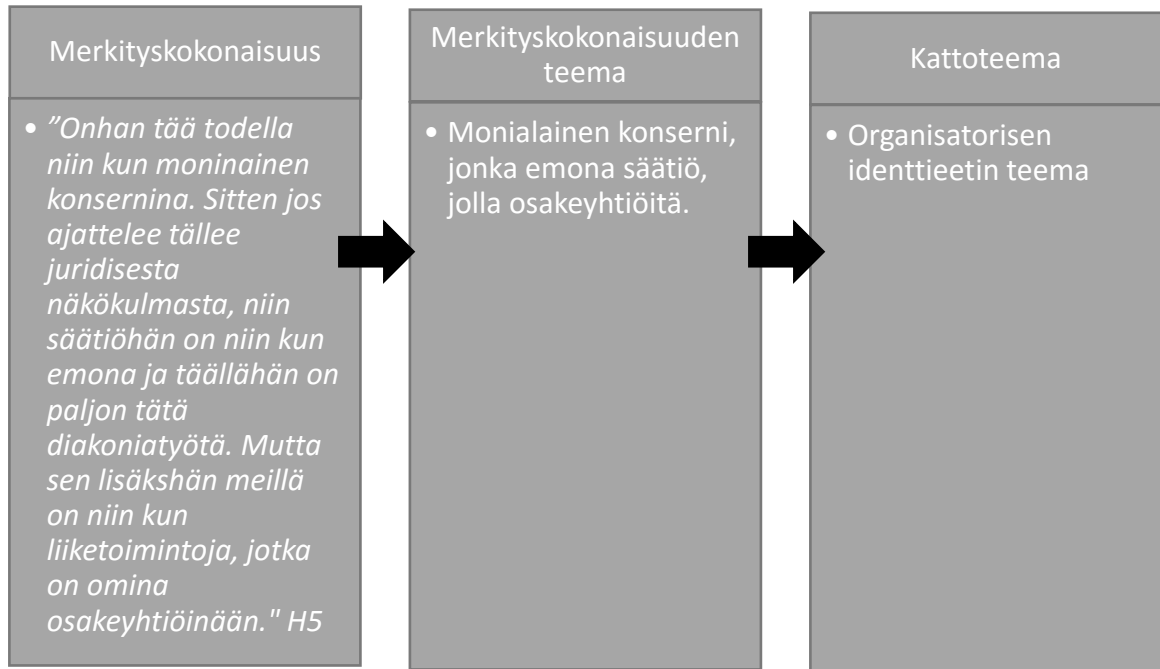 Merkityskokonaisuus
• ”Onhan tää todella
niin kun moninainen
konsernina. Sitten jos
ajattelee tällee
juridisesta
näkökulmasta, niin
säätiöhän on niin kun
emona ja täällähän on
paljon tätä
diakoniatyötä. Mutta
sen lisäkshän meillä
on niin kun
liiketoimintoja, jotka
on omina
osakeyhtiöinään." H5
Merkityskokonaisuuden
teema
• Monialainen konserni,
jonka emona säätiö,
jolla osakeyhtiöitä.
Kattoteema
• Organisatorisen
identtieetin teema